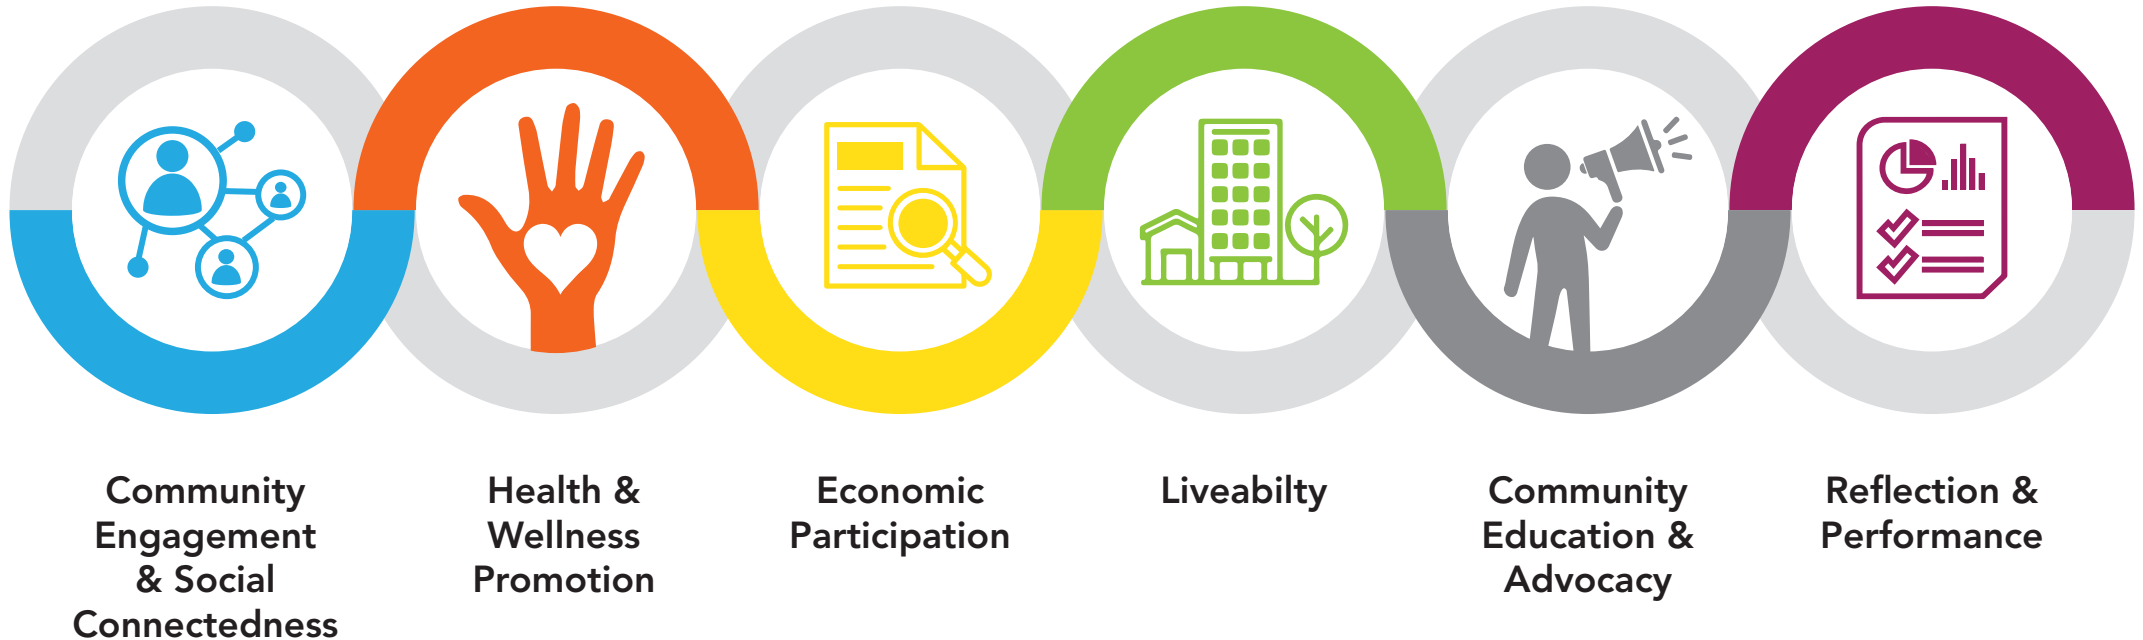 Community
Engagement
& Social
Connectedness
Health &
Wellness
Promotion
Economic
Participation
Liveabilty
Community
Education &
Advocacy
Reflection &
Performance